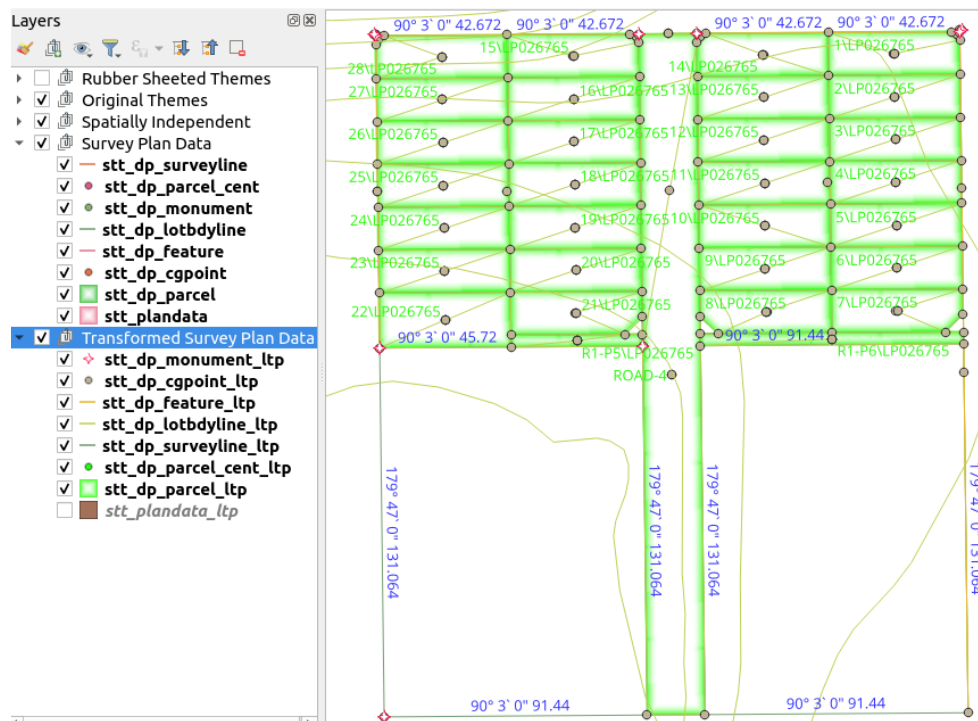 Layers
Rubber Sheeted Themes
Original Themes
Spatially Independent
Survey Plan Data
stt_dp_surveyline
stt_dp_parcel_cent
stt_dp_monument
stt_dp_lotbdyline
stt_dp_feature
stt_dp_cgpoint
stt_dp_parcel
stt_plandata
Transformed Survey Plan Data
stt_dp_monument_ltp
stt_dp_cgpoint_ltp
stt_dp_feature_ltp
stt_dp_lotbdyline_ltp
stt_dp_surveyline_ltp
stt_dp_parcel_cent_ltp
stt_dp_parcel_ltp
stt_plandata_ltp
90° 3` 0" 42.672 90° 3` 0" 42.672 90° 3` 0" 42.672 90° 3` 0" 42.672
15\LP026765 1\LP026765
28\LP026765 14\LP026765
27\LP026765 16\LP026765 13\LP026765 2\LP026765
26\LP026765 17\LP026765 12\LP026765 3\LP026765
25\LP026765 18\LP026765 11\LP026765 4\LP026765
24\LP026765 19\LP026765 10\LP026765 5\LP026765
23\LP026765 20\LP026765 9\LP026765 6\LP026765
22\LP026765 21\LP026765 8\LP026765 7\LP026765
90° 3` 0" 45.72 90° 3` 0" 91.44
R1-P5\LP026765 R1-P6\LP026765
ROAD-4
179° 47` 0" 131.064
179° 47` 0" 131.064
179° 47` 0" 131.064
179° 47` 0" 131.064
90° 3` 0" 91.44 90° 3` 0" 91.44